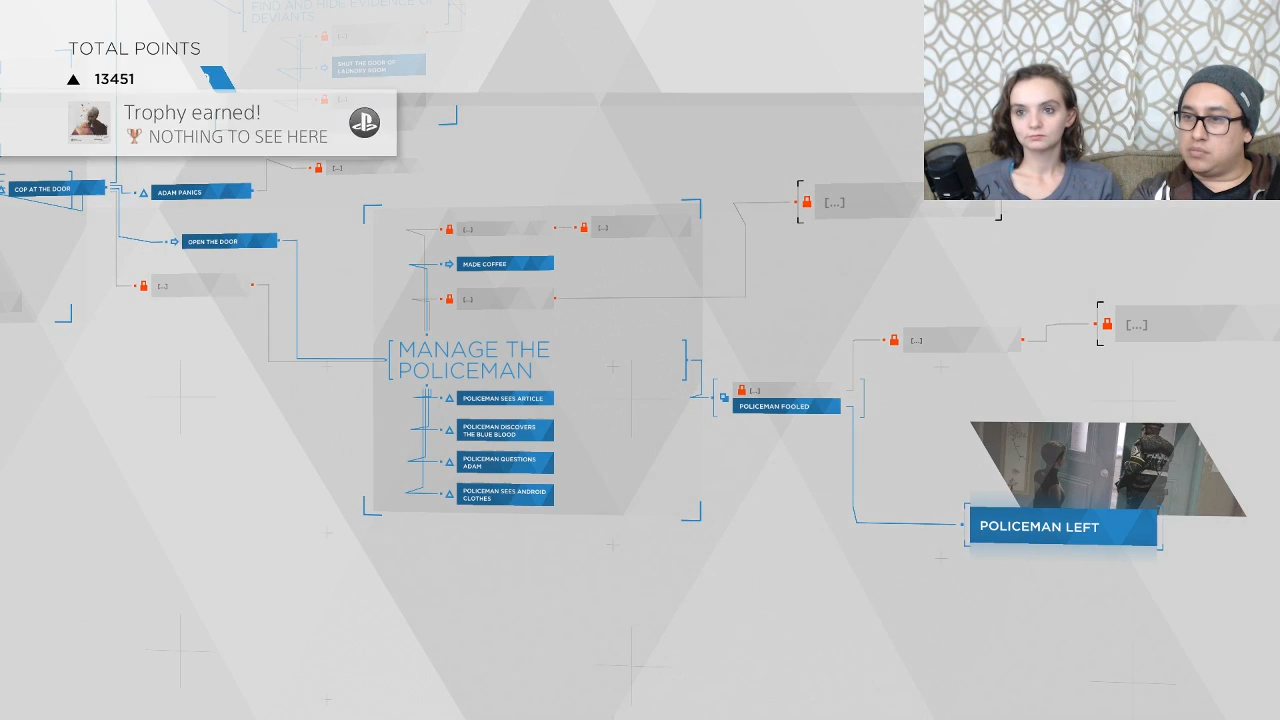 FIND AND HIDE EVIDENCE OF
DEVIANTS
[...]
SHUT THE DOOR OF
LAUNDRY ROOM
TOTAL POINTS
13451
Trophy earned!
NOTHING TO SEE HERE
[...]
COP AT THE DOOR
ADAM PANICS
OPEN THE DOOR
[...]
[...]
[...]
MADE COFFEE
[...]
MANAGE THE
POLICEMAN
POLICEMAN SEES ARTICLE
POLICEMAN DISCOVERS
THE BLUE BLOOD
POLICEMAN QUESTIONS
ADAM
POLICEMAN SEES ANDROID
CLOTHES
[...]
[...]
POLICEMAN FOOLED
[...]
[...]
POLICEMAN LEFT